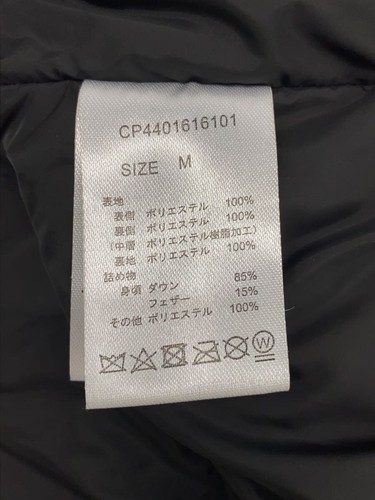 CP4401616101
SIZE M
表地
表側 ポリエステル 100%
裏側 ポリエステル 100%
(中層 ポリエステル樹脂加工)
裏地 ポリエステル 100%
詰め物
身頃 ダウン 85%
フェザー 15%
その他 ポリエステル 100%
W